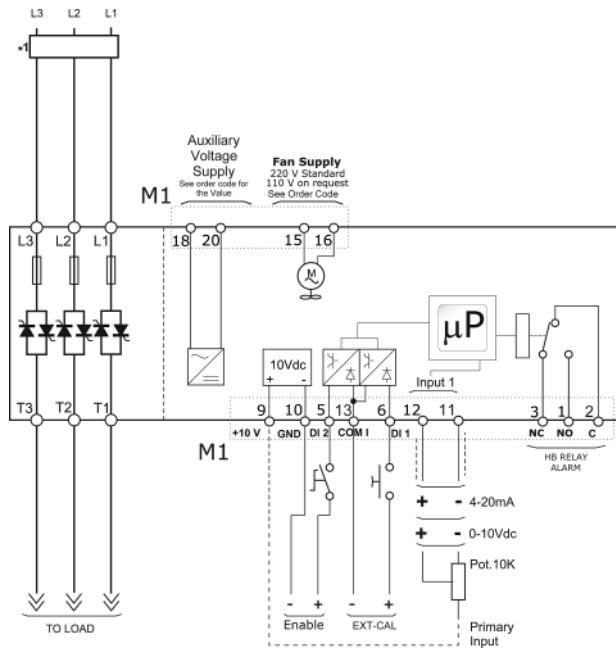 L3 L2 L1
*1
Auxiliary
Voltage
Supply
See order code for
the Value
Fan Supply
220 V Standard
110 V on request
See Order Code
M1
L3 L2 L1
18 20 15 16
M
µP
10Vdc
+ -
Input 1
T3 T2 T1
9 10 5 13 6 12 11 3 1 2
+10 V GND DI 2 COM I DI 1 NC NO C
M1
HB RELAY
ALARM
+ - 4-20mA
+ - 0-10Vdc
Pot.10K
- + - +
Enable EXT-CAL
Primary
Input
TO LOAD